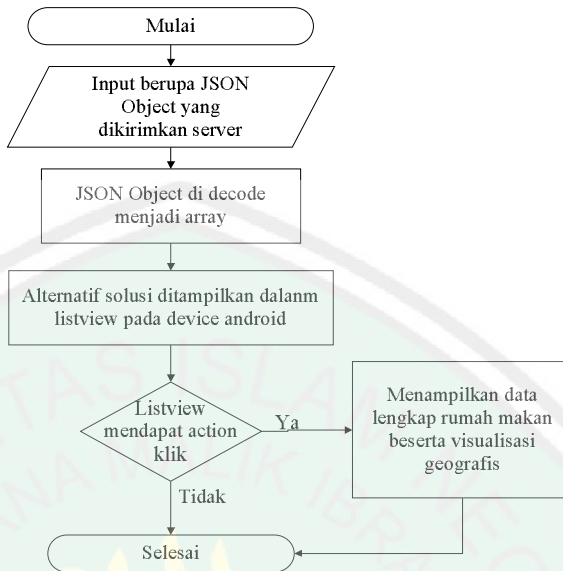 Mulai
Input berupa JSON
Object yang
dikirimkan server
JSON Object di decode
menjadi array
Alternatif solusi ditampilkan dalanm
listview pada device android
Listview
mendapat action
klik
Ya
Menampilkan data
lengkap rumah makan
beserta visualisasi
geografis
Tidak
Selesai